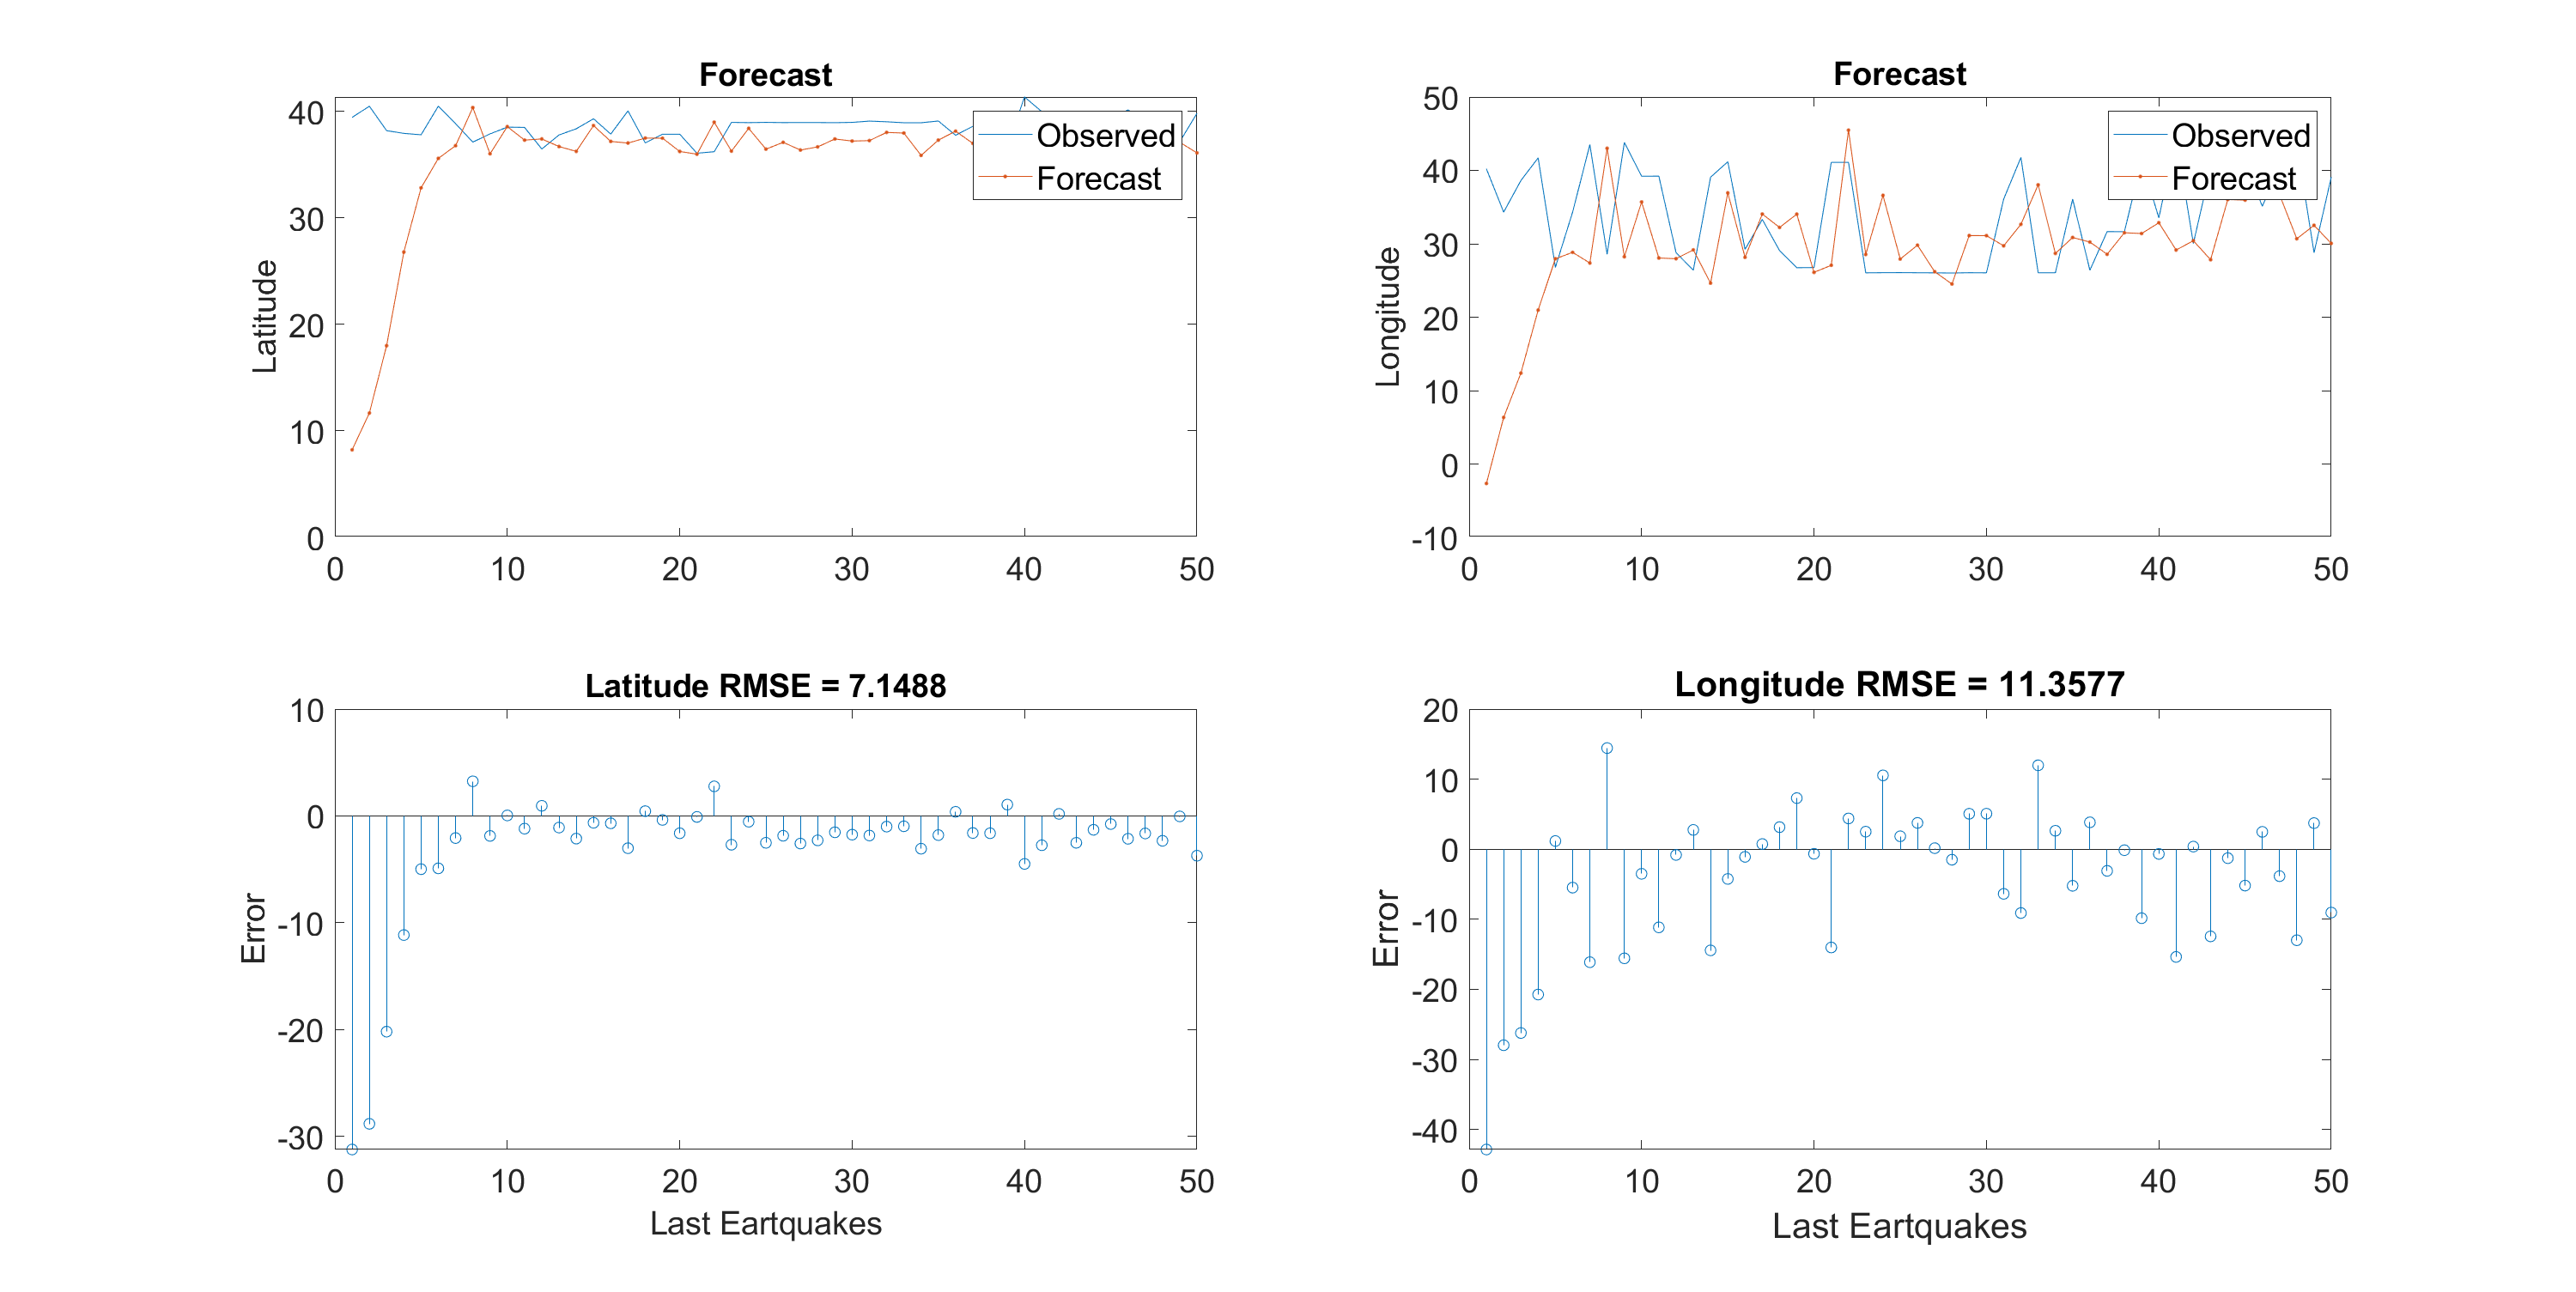 Forecast
40
30
20
10
0
Latitude
0 10 20 30 40 50
Observed
Forecast
Forecast
50
40
30
20
10
0
-10
Longitude
0 10 20 30 40 50
Observed
Forecast
Latitude RMSE = 7.1488
10
0
-10
-20
-30
Error
0 10 20 30 40 50
Last Eartquakes
Longitude RMSE = 11.3577
20
10
0
-10
-20
-30
-40
Error
0 10 20 30 40 50
Last Eartquakes